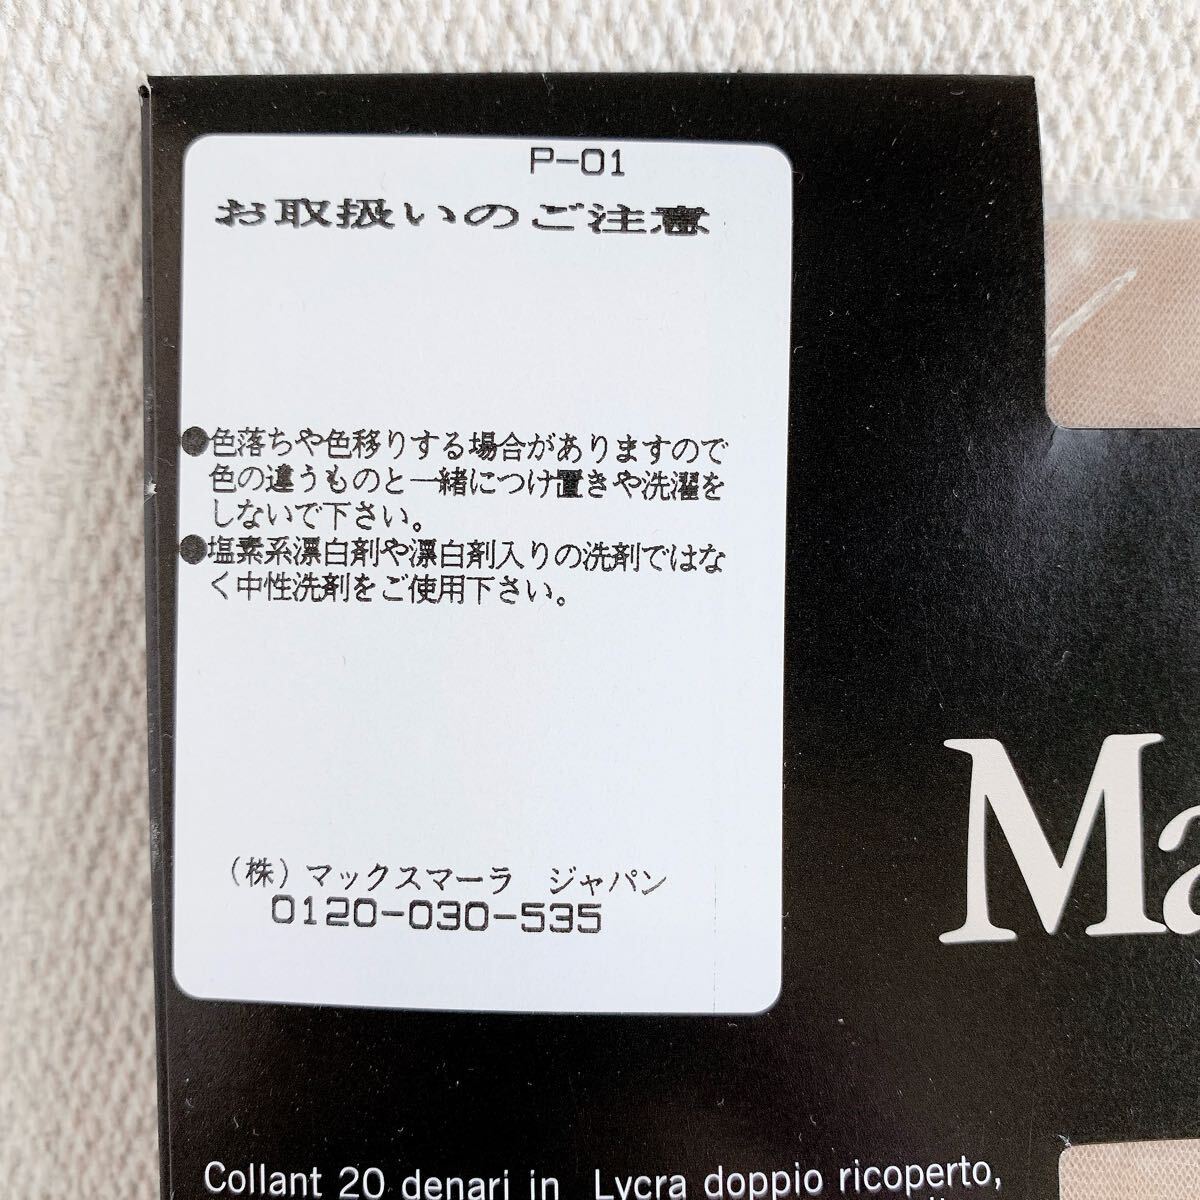 P-01
お取扱いのご注意
●色落ちや色移りする場合がありますので
色の違うものと一緒につけ置きや洗濯を
しないで下さい。
●塩素系漂白剤や漂白剤入りの洗剤ではな
く中性洗剤をご使用下さい。
（株）マックスマーラ　ジャパン
0120-030-535
Ma
Collant 20 denari in Lycra doppio ricoperto,